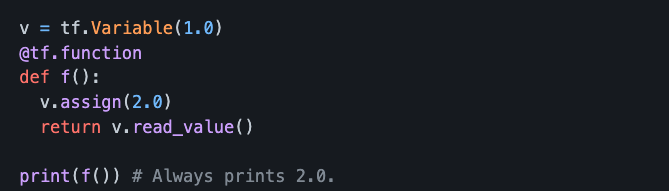 v = tf.Variable(1.0)
@tf.function
def f():
  v.assign(2.0)
  return v.read_value()

print(f()) # Always prints 2.0.